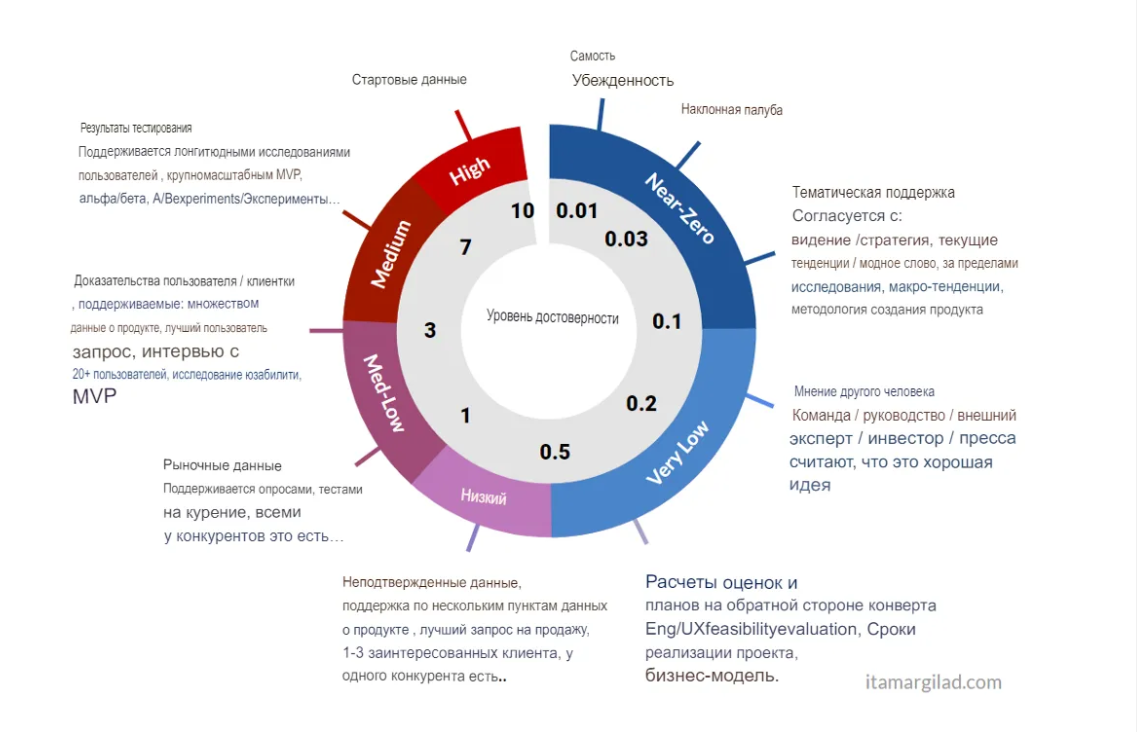 Самость
Убежденность
Стартовые данные
Наклонная палуба
Результаты тестирования
Поддерживается лонгитюдными исследованиями
пользователей , крупномасштабным MVP,
альфа/бета, A/Bexperiments/Эксперименты...
High
Near-Zero
Medium
10
0.01
0.03
7
Тематическая поддержка
Согласуется с:
видение /стратегия, текущие
тенденции / модное слово, за пределами
исследования, макро-тенденции,
методология создания продукта
Доказательства пользователя / клиентки
, поддерживаемые: множеством
данные о продукте, лучший пользователь
запрос, интервью с
20+ пользователей, исследование юзабилити,
MVP
Уровень достоверности
3
0.1
Med-Low
1
0.2
0.5
Very Low
Низкий
Мнение другого человека
Команда / руководство / внешний
эксперт / инвестор / пресса
считают, что это хорошая
идея
Рыночные данные
Поддерживается опросами, тестами
на курение, всеми
у конкурентов это есть...
Неподтвержденные данные,
поддержка по нескольким пунктам данных
о продукте , лучший запрос на продажу,
1-3 заинтересованных клиента, у
одного конкурента есть..
Расчеты оценок и
планов на обратной стороне конверта
Eng/UXfeasibilityevaluation, Сроки
реализации проекта,
бизнес-модель.
itamargilad.com